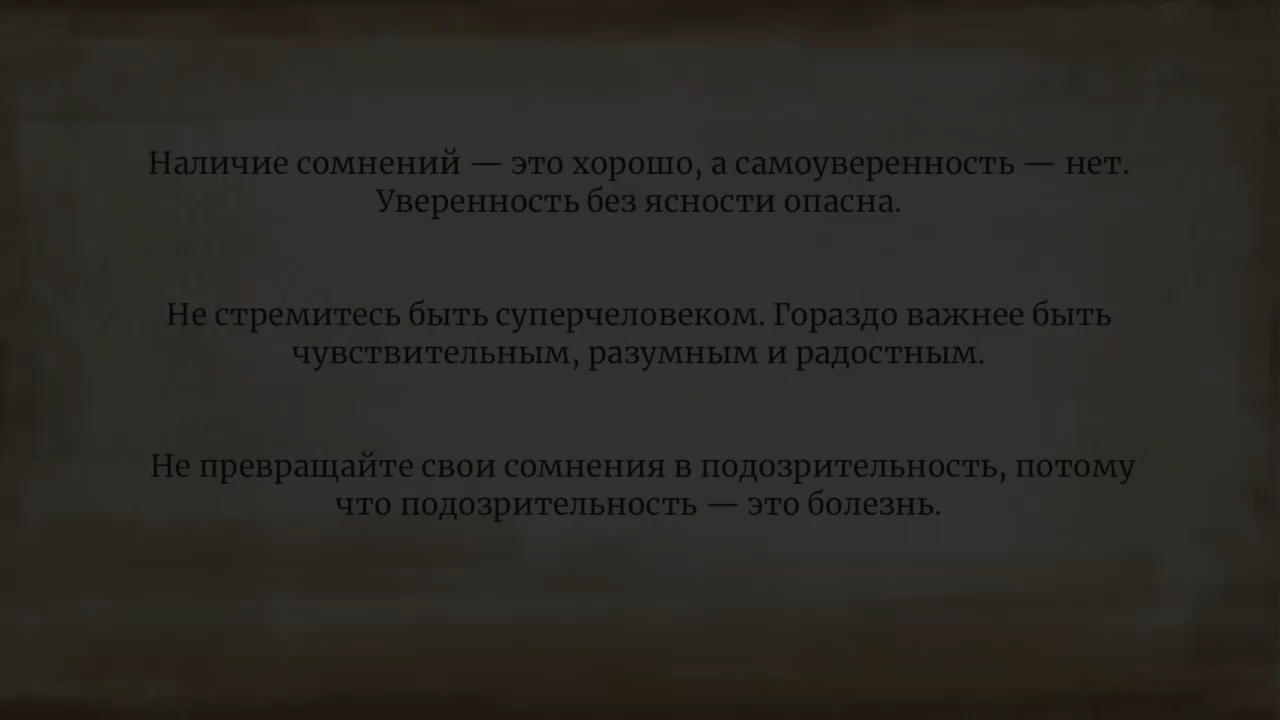 Наличие сомнений — это хорошо, а самоуверенность — нет.
Уверенность без ясности опасна.
Не стремитесь быть суперчеловеком. Гораздо важнее быть
чувствительным, разумным и радостным.
Не превращайте свои сомнения в подозрительность, потому
что подозрительность — это болезнь.